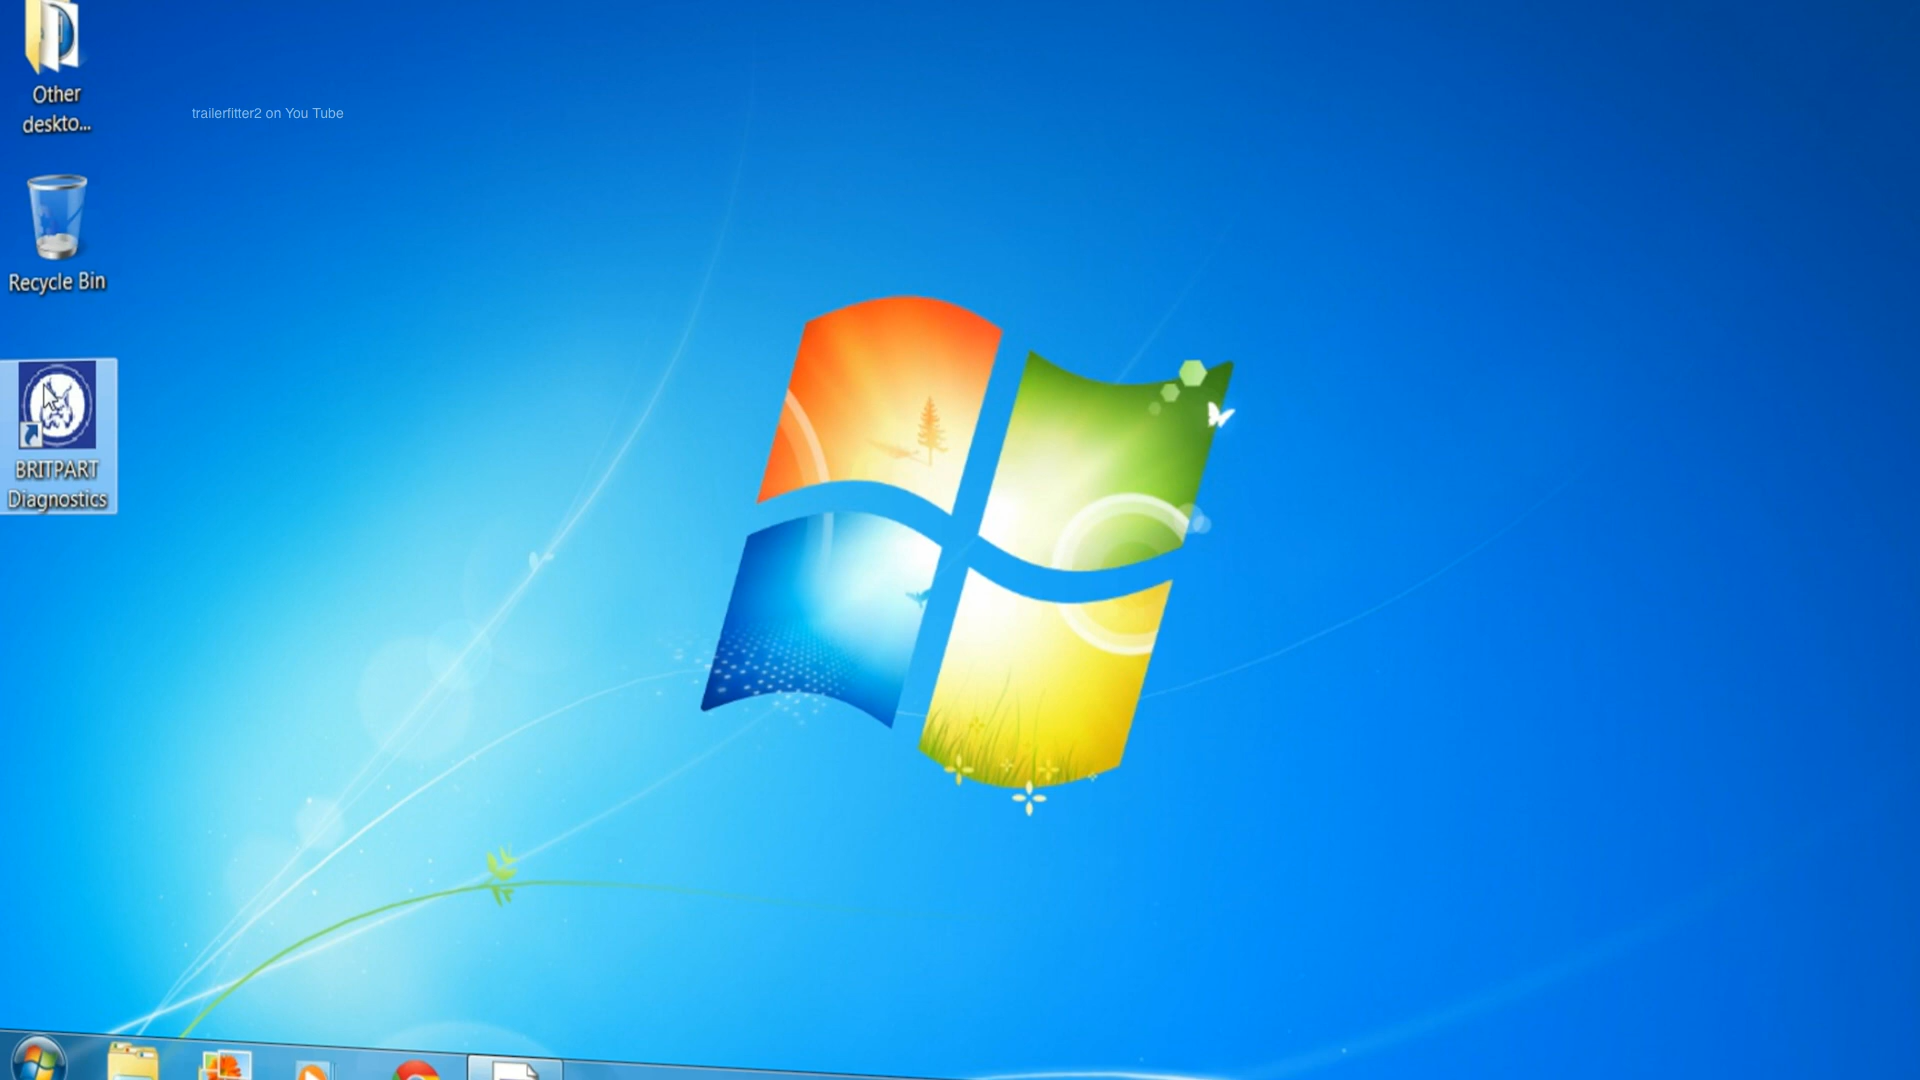 Other
deskto...
trailerfitter2 on You Tube
Recycle Bin
BRITPART
Diagnostics